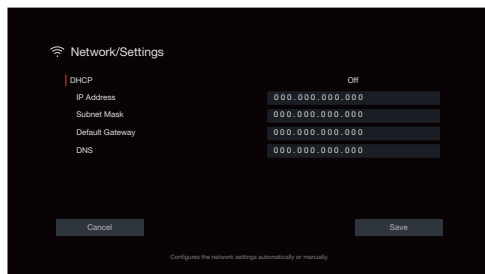 Network/Settings
DHCP Off
IP Address 000.000.000.000
Subnet Mask 000.000.000.000
Default Gateway 000.000.000.000
DNS 000.000.000.000
Cancel Save
Configures the network settings automatically or manually.